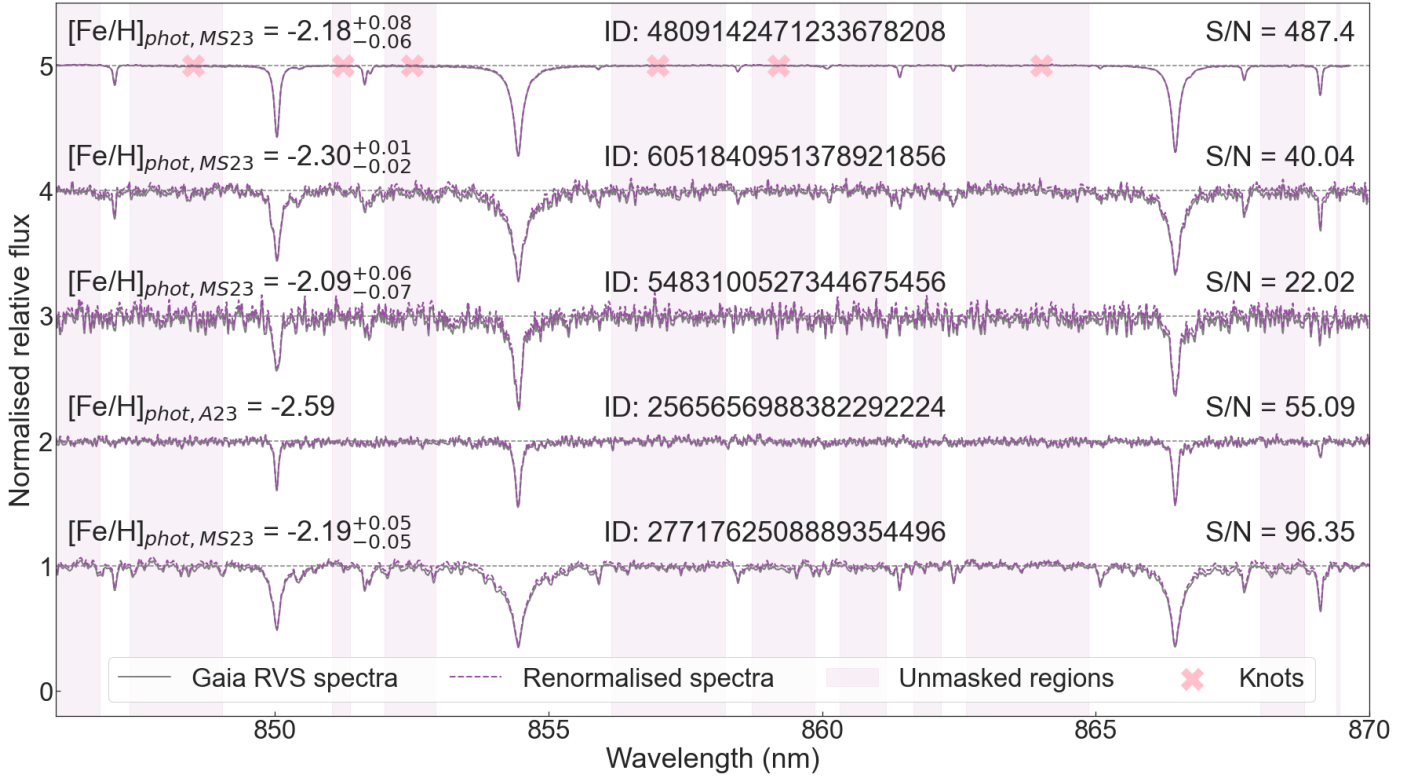 [Fe/H]phot, MS23 = -2.18+0.08−0.06 ID: 4809142471233678208 S/N = 487.4
5
[Fe/H]phot, MS23 = -2.30+0.01−0.02 ID: 6051840951378921856 S/N = 40.04
4
[Fe/H]phot, MS23 = -2.09+0.06−0.07 ID: 5483100527344675456 S/N = 22.02
3
[Fe/H]phot, A23 = -2.59 ID: 2565656988382292224 S/N = 55.09
2
[Fe/H]phot, MS23 = -2.19+0.05−0.05 ID: 2771762508889354496 S/N = 96.35
1
Gaia RVS spectra Renormalised spectra Unmasked regions Knots
0
850 855 860 865 870
Wavelength (nm)
Normalised relative flux